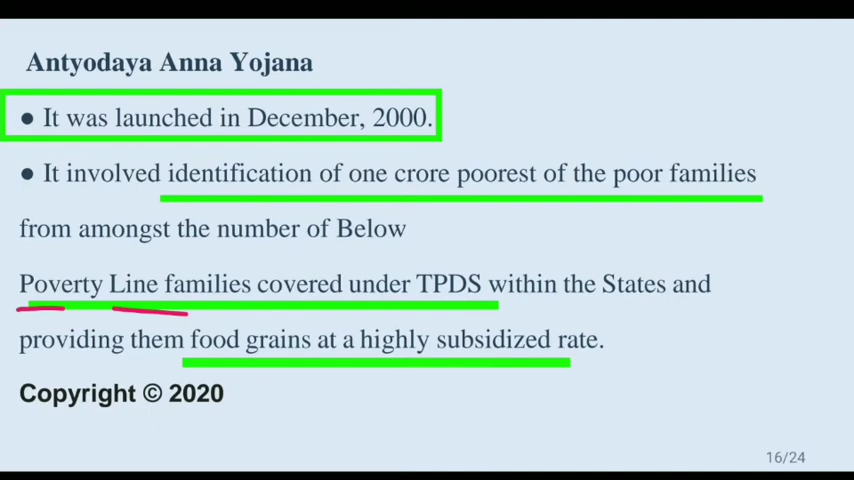 Antyodaya Anna Yojana
● It was launched in December, 2000.
● It involved identification of one crore poorest of the poor families
from amongst the number of Below
Poverty Line families covered under TPDS within the States and
providing them food grains at a highly subsidized rate.
Copyright © 2020
16/24